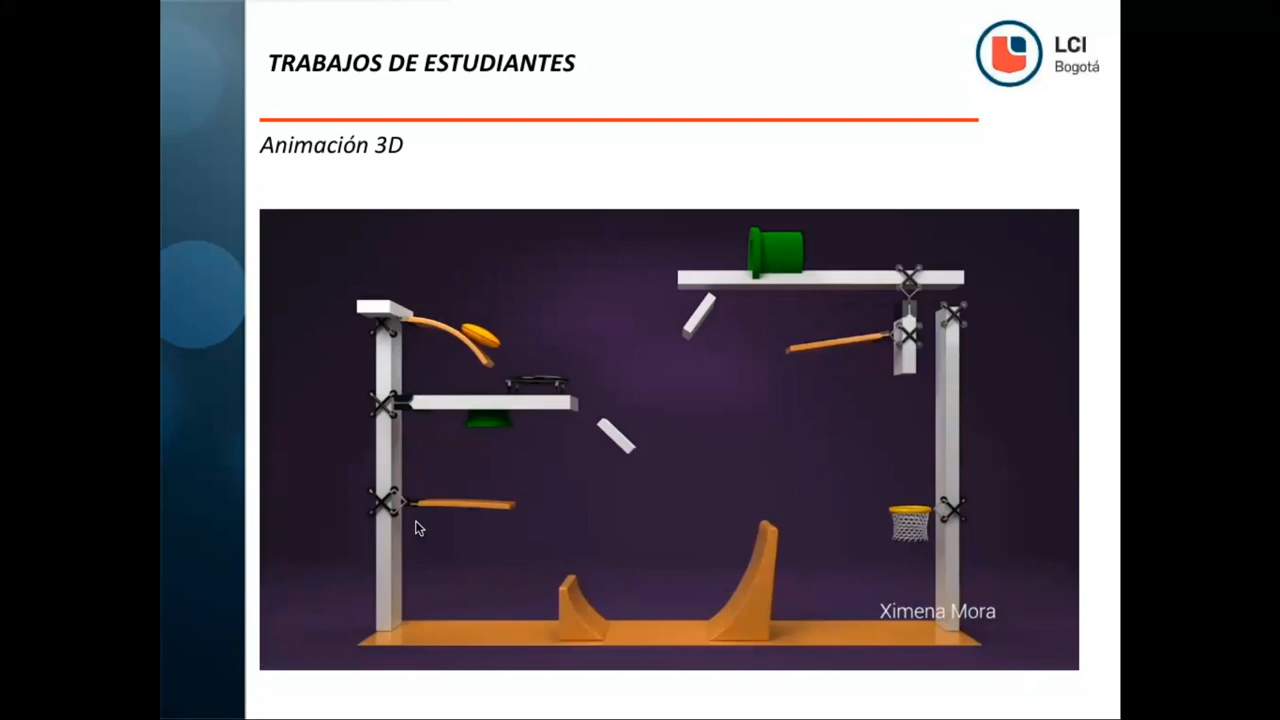 TRABAJOS DE ESTUDIANTES
LCI
Bogotá
Animación 3D
Ximena Mora